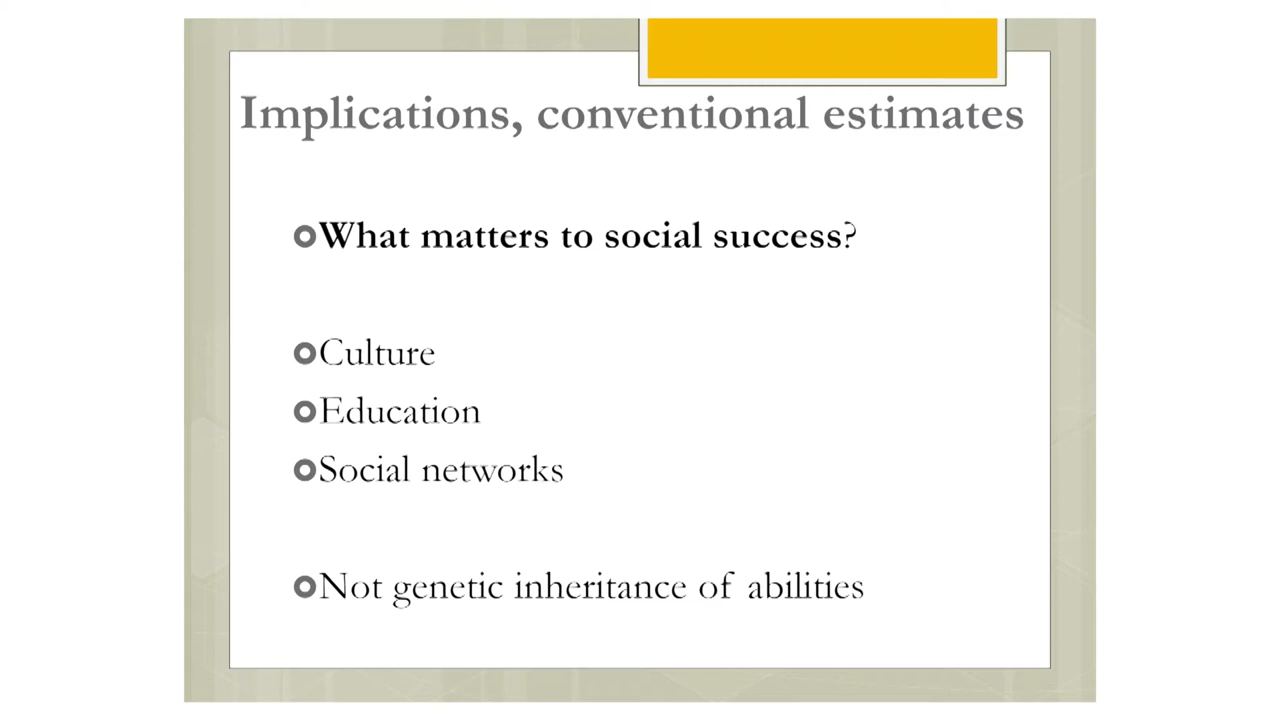 Implications, conventional estimates
What matters to social success?
Culture
Education
Social networks
Not genetic inheritance of abilities